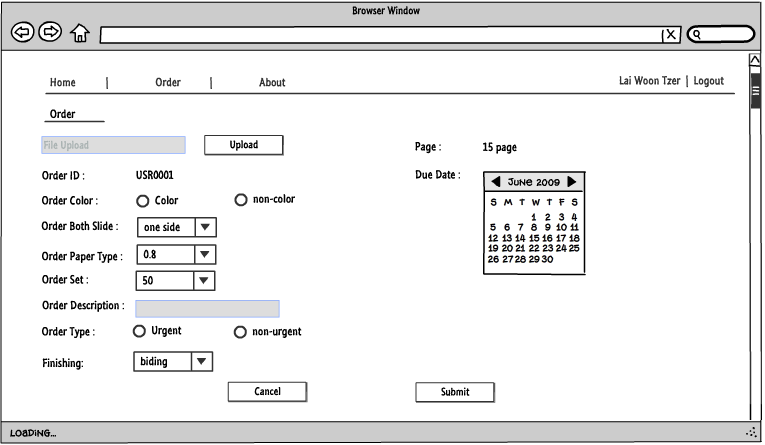 Browser Window
X
Home | Order | About
Lai Woon Tzer | Logout
Order
File Upload
Upload
Page : 15 page
Order ID : USR0001
Due Date :
Order Color : Color non-color
JUNE 2009
S M T W T F S
1 2 3 4
5 6 7 8 9 10 11
12 13 14 15 16 17 18
19 20 21 22 23 24 25
26 27 28 29 30
Order Both Slide : one side
Order Paper Type : 0.8
Order Set : 50
Order Description :
Order Type : Urgent non-urgent
Finishing: biding
Cancel
Submit
LOADING...